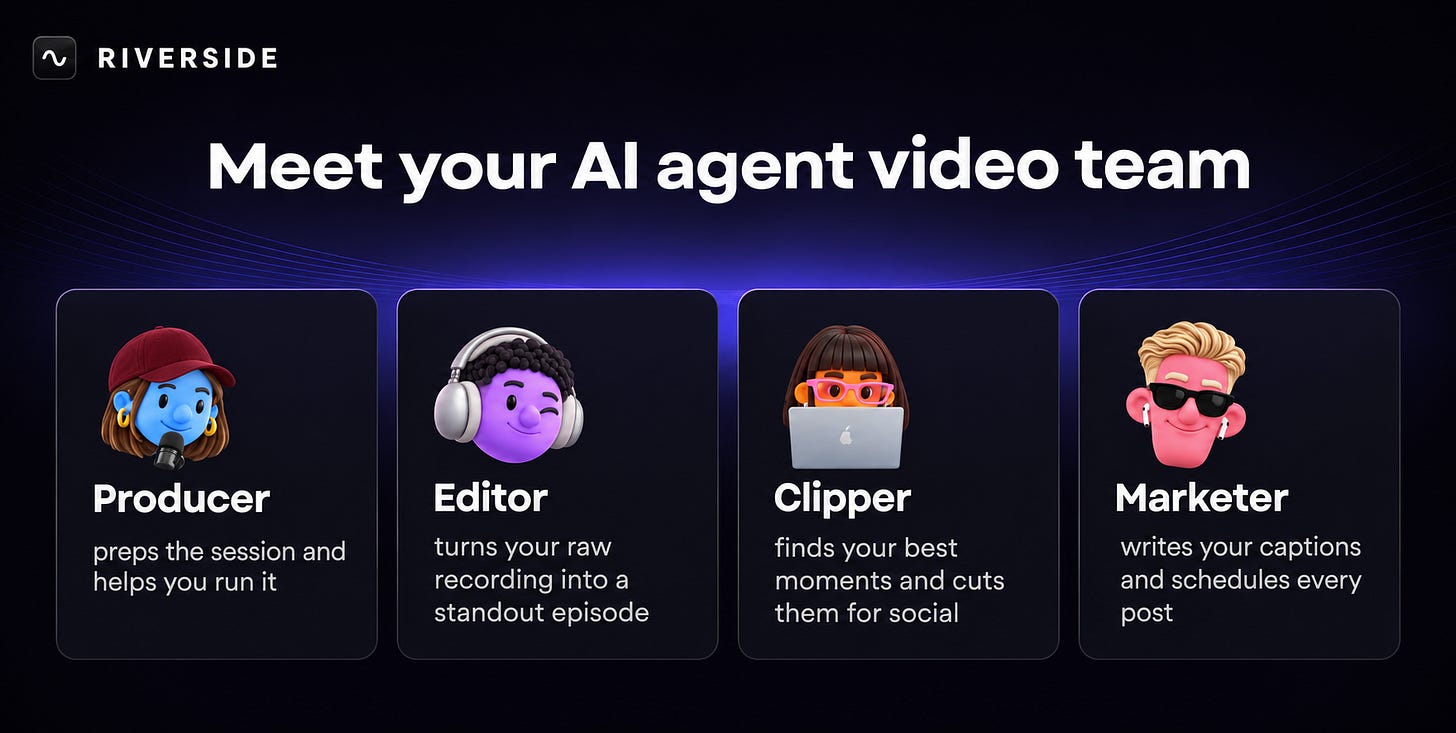 RIVERSIDE
Meet your AI agent video team
Producer
preps the session and
helps you run it
Editor
turns your raw
recording into a
standout episode
Clipper
finds your best
moments and cuts
them for social
Marketer
writes your captions
and schedules every
post